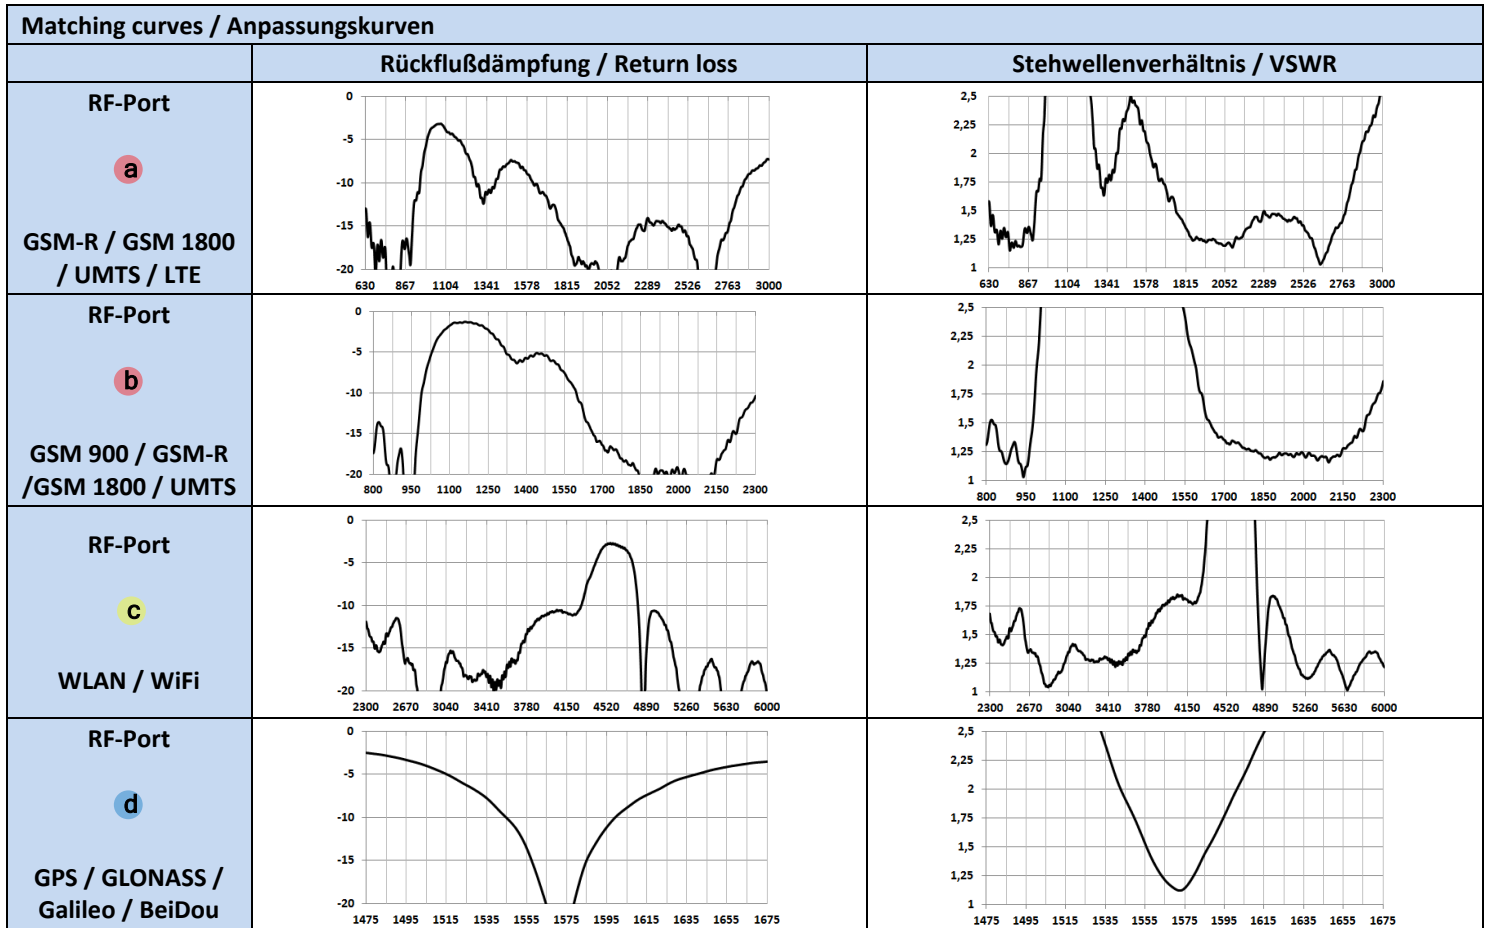 Matching curves / Anpassungskurven
Rückflußdämpfung / Return loss
Stehwellenverhältnis / VSWR
RF-Port
a
GSM-R / GSM 1800
/ UMTS / LTE
0
-5
-10
-15
-20
630 867 1104 1341 1578 1815 2052 2289 2526 2763 3000
2,5
2,25
2
1,75
1,5
1,25
1
630 867 1104 1341 1578 1815 2052 2289 2526 2763 3000
RF-Port
b
GSM 900 / GSM-R
/GSM 1800 / UMTS
0
-5
-10
-15
-20
800 950 1100 1250 1400 1550 1700 1850 2000 2150 2300
2,5
2,25
2
1,75
1,5
1,25
1
800 950 1100 1250 1400 1550 1700 1850 2000 2150 2300
RF-Port
c
WLAN / WiFi
0
-5
-10
-15
-20
2300 2670 3040 3410 3780 4150 4520 4890 5260 5630 6000
2,5
2,25
2
1,75
1,5
1,25
1
2300 2670 3040 3410 3780 4150 4520 4890 5260 5630 6000
RF-Port
d
GPS / GLONASS /
Galileo / BeiDou
0
-5
-10
-15
-20
1475 1495 1515 1535 1555 1575 1595 1615 1635 1655 1675
2,5
2,25
2
1,75
1,5
1,25
1
1475 1495 1515 1535 1555 1575 1595 1615 1635 1655 1675